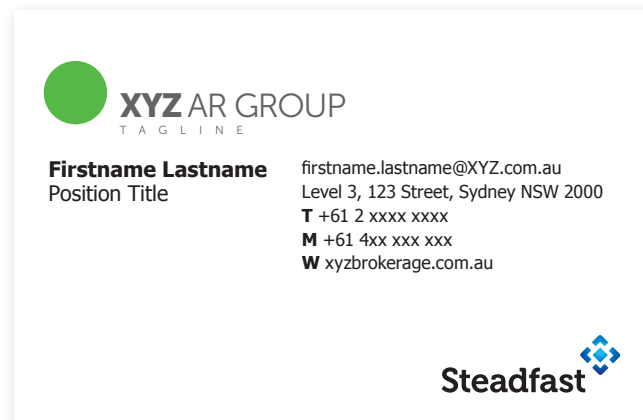 XYZ AR GROUP
TAGLINE
Firstname Lastname
Position Title
firstname.lastname@XYZ.com.au
Level 3, 123 Street, Sydney NSW 2000
T +61 2 xxxx xxxx
M +61 4xx xxx xxx
W xyzbrokerage.com.au
Steadfast